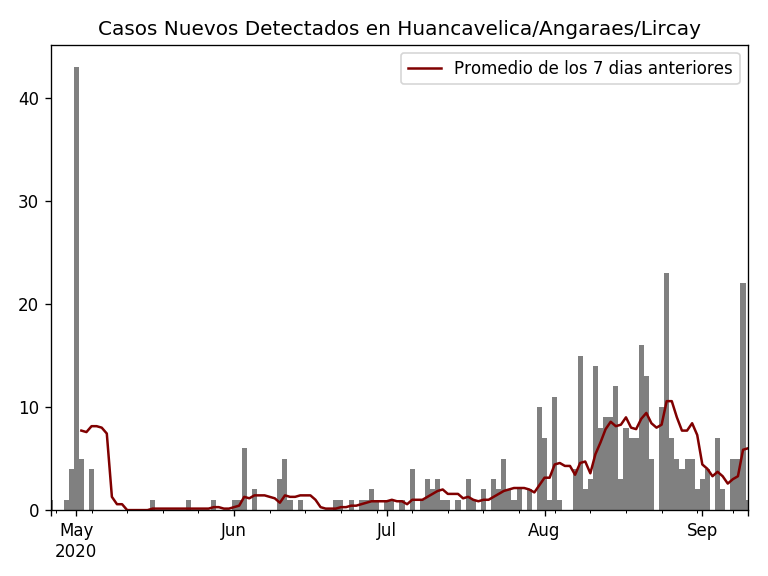 Casos Nuevos Detectados en Huancavelica/Angaraes/Lircay
Promedio de los 7 dias anteriores
40
30
20
10
0
May Jun Jul Aug Sep
2020